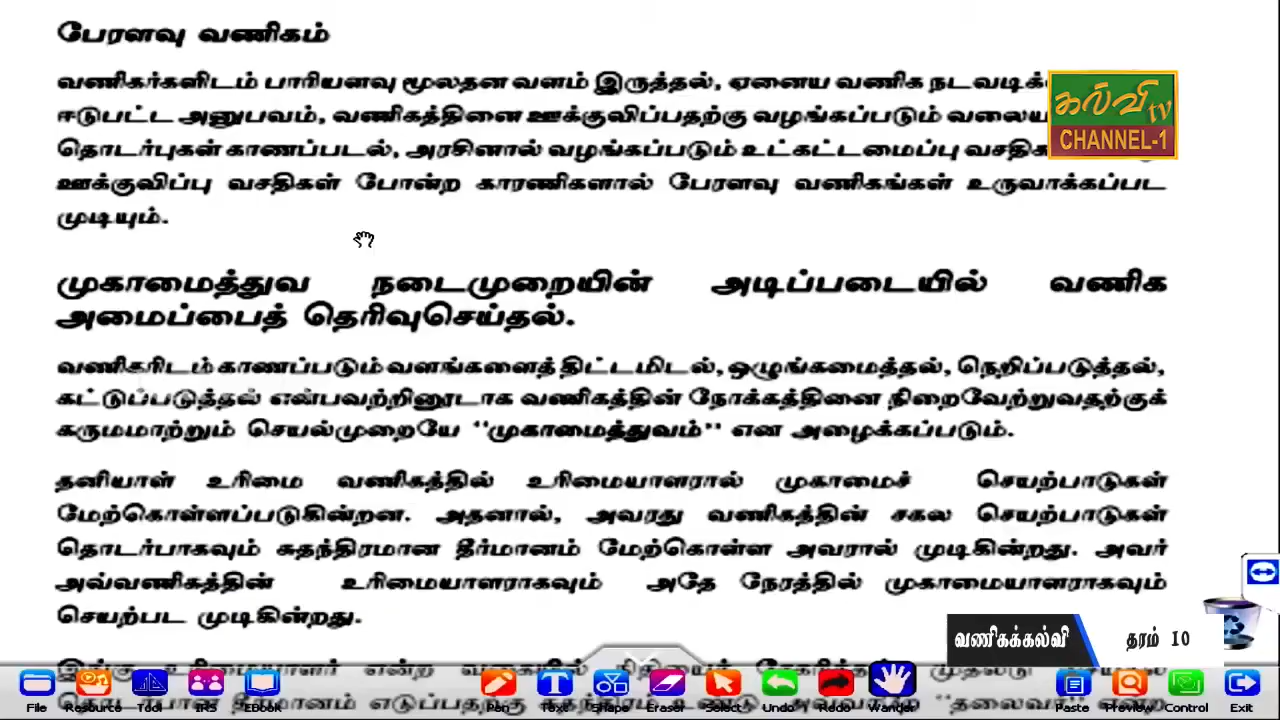 பேரளவு வணிகம்
வணிகர்களிடம் பாரியளவு மூலதன வளம் இருத்தல், ஏனைய வணிக
ஈடுபட்ட அனுபவம், வணிகத்தினை ஊக்குவிப்பதற்கு வழங்கப்படும்
தொடர்புகள் காணப்படல், அரசினால் வழங்கப்படும் உட்கட்டமைப்பு
ஊக்குவிப்பு வசதிகள் போன்ற காரணிகளால் பேரளவு வணிகங்கள் உருவாக்கப்பட
முடியும்.
கல்வி tv
CHANNEL-1
முகாமைத்துவ நடைமுறையின் அடிப்படையில் வணிக
அமைப்பைத் தெரிவுசெய்தல்.
வணிகரிடம் காணப்படும் வளங்களைத் திட்டமிடல், ஒழுங்கமைத்தல், நெறிப்படுத்தல்,
கட்டுப்படுத்தல் என்பவற்றினூடாக வணிகத்தின் நோக்கத்தினை நிறைவேற்றுவதற்குக்
கருமமாற்றும் செயல்முறையே “முகாமைத்துவம்” என அழைக்கப்படும்.
தனியாள் உரிமை வணிகத்தில் உரிமையாளரால் முகாமைச் செயற்பாடுகள்
மேற்கொள்ளப்படுகின்றன. அதனால், அவரது வணிகத்தின் சகல செயற்பாடுகள்
தொடர்பாகவும் சுதந்திரமான தீர்மானம் மேற்கொள்ள அவரால் முடிகின்றது. அவர்
அவ்வணிகத்தின் உரிமையாளராகவும் அதே நேரத்தில் முகாமையாளராகவும்
செயற்பட முடிகின்றது.
வணிகக்கல்வி தரம் 10
File Resource Tool IRS EBook Pen Text Shape Eraser Select Undo Redo Wander Paste Preview Control Exit